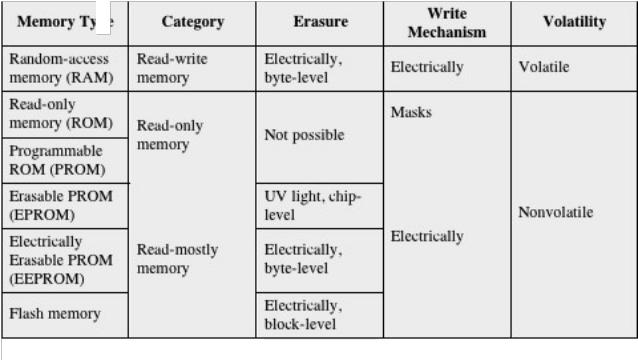 Memory Type
Category
Erasure
Write
Mechanism
Volatility
Random-access
memory (RAM)
Read-write
memory
Electrically,
byte-level
Electrically
Volatile
Read-only
memory (ROM)
Read-only
memory
Not possible
Masks
Nonvolatile
Programmable
ROM (PROM)
Electrically
Erasable PROM
(EPROM)
Read-mostly
memory
UV light, chip-
level
Electrically
Erasable PROM
(EEPROM)
Electrically,
byte-level
Flash memory
Electrically,
block-level